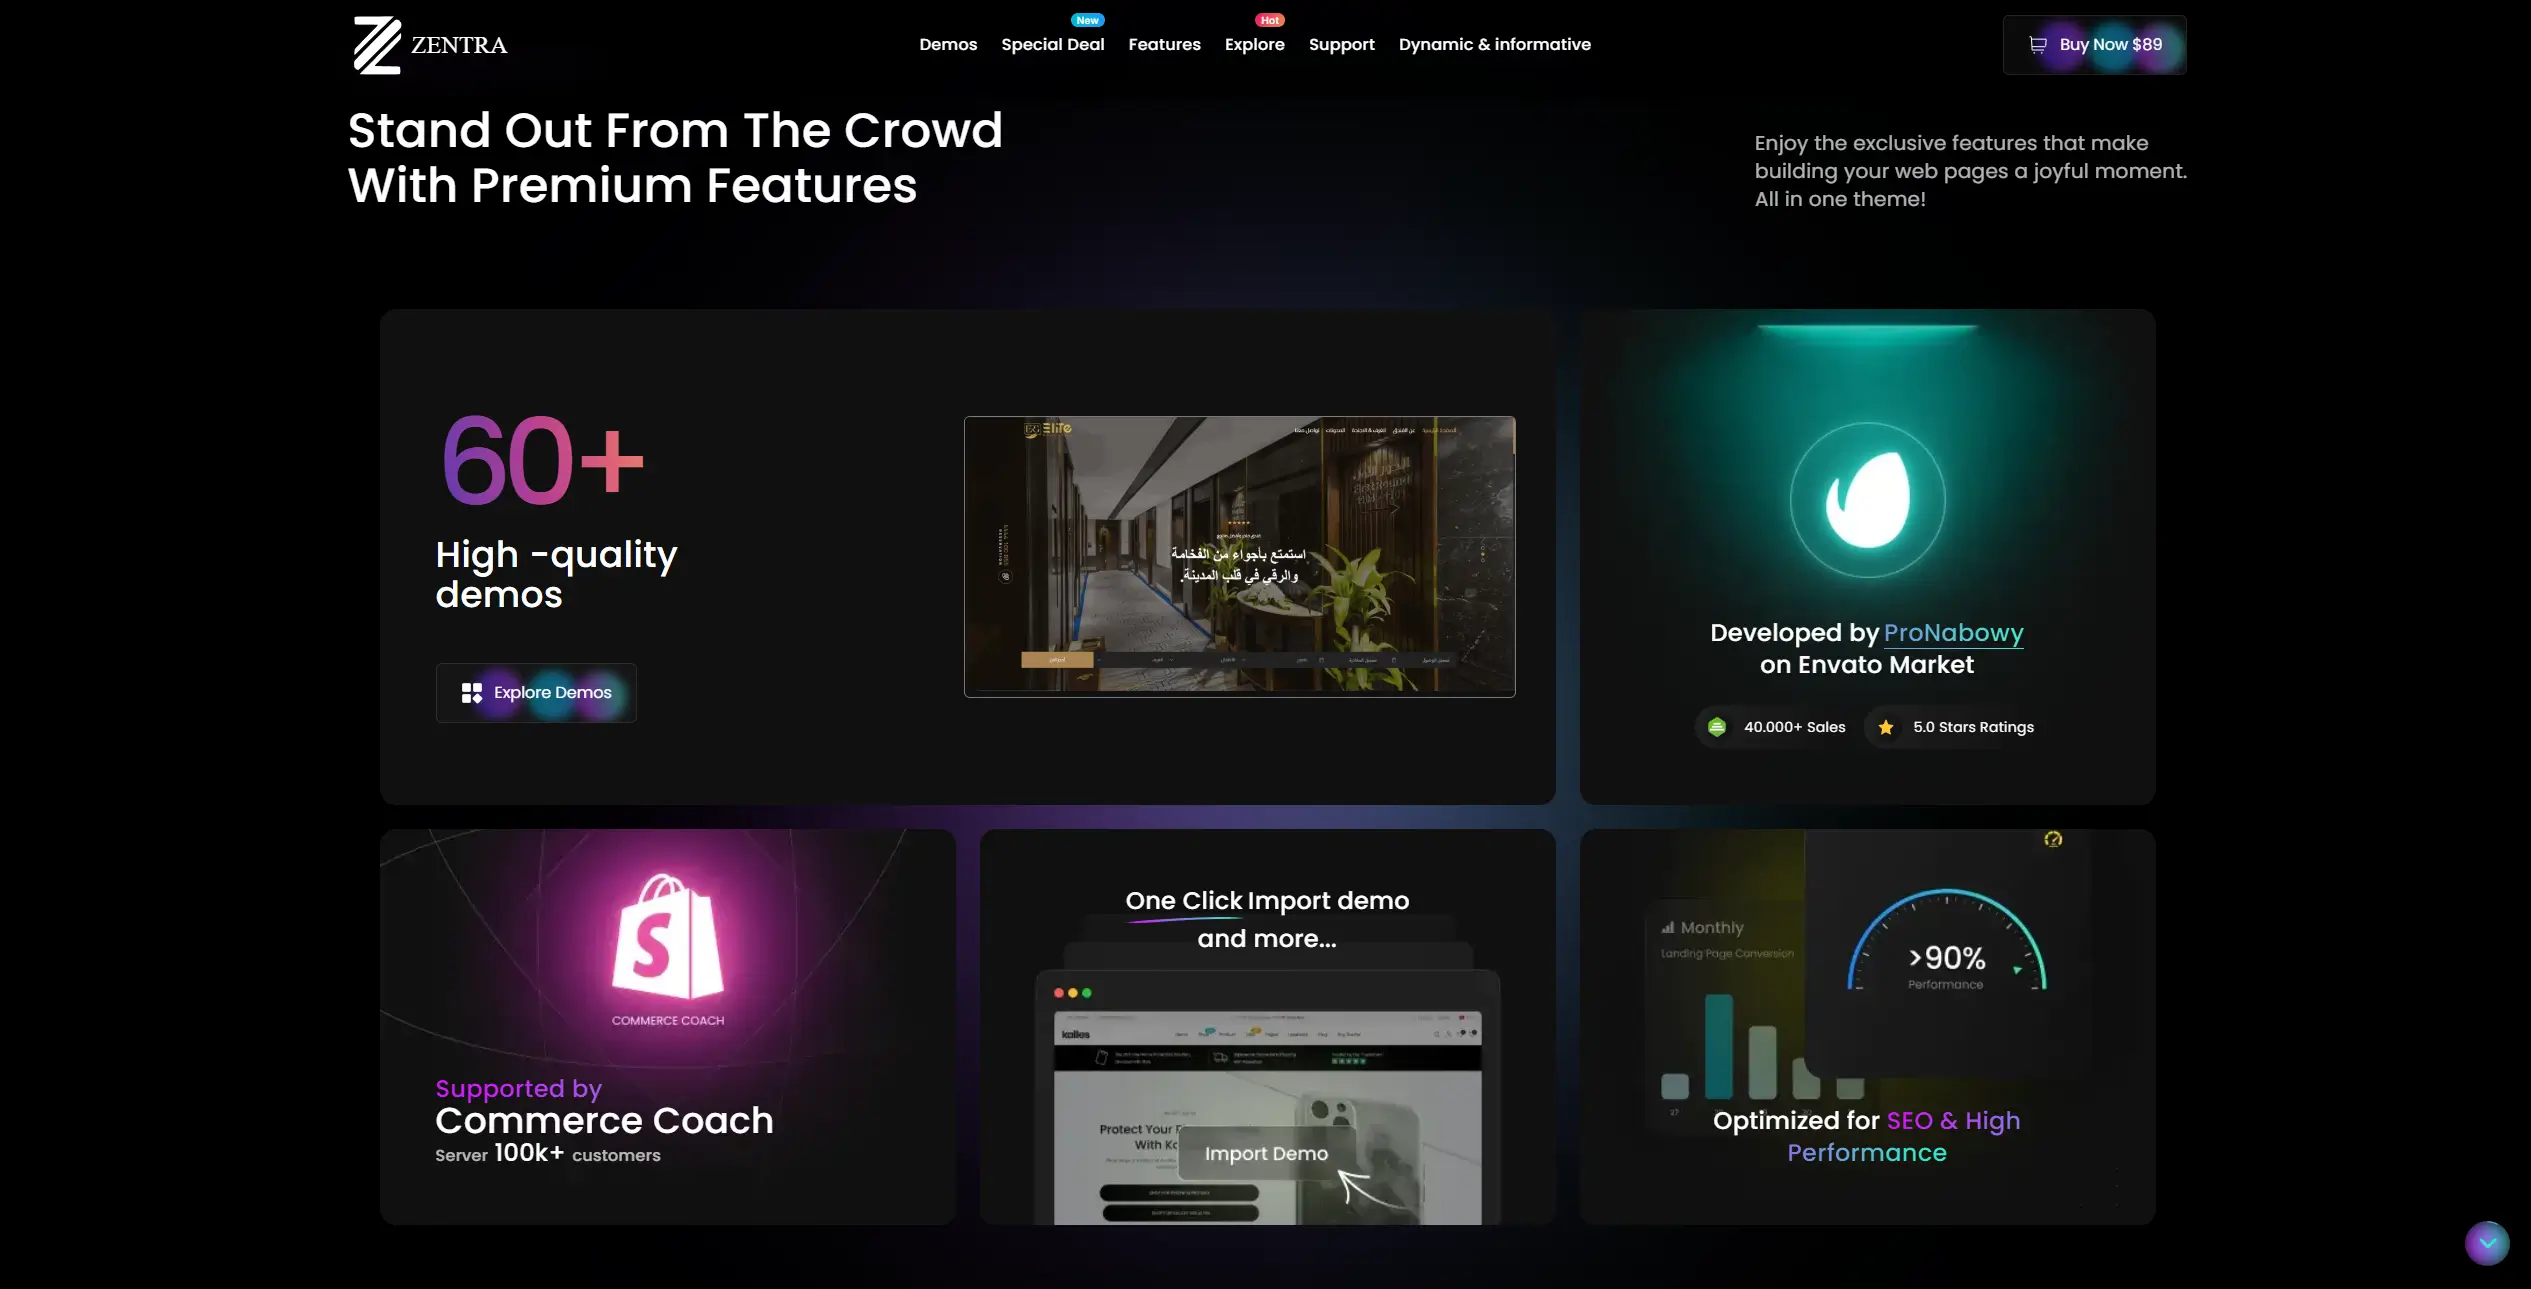 ZENTRA
New
Hot
Demos Special Deal Features Explore Support Dynamic & informative
Buy Now $89
Stand Out From The Crowd
With Premium Features
Enjoy the exclusive features that make
building your web pages a joyful moment.
All in one theme!
60+
High -quality
demos
Explore Demos
Elite
استمتع بأجواء من الفخامة
والرقي في قلب المدينة.
Developed by ProNabowy
on Envato Market
40.000+ Sales
5.0 Stars Ratings
S
COMMERCE COACH
Supported by
Commerce Coach
Server 100k+ customers
One Click Import demo
and more...
kalles
Protect Your
With
Import Demo
Monthly
Landing Page Conversion
>90%
Performance
27
Optimized for SEO & High
Performance